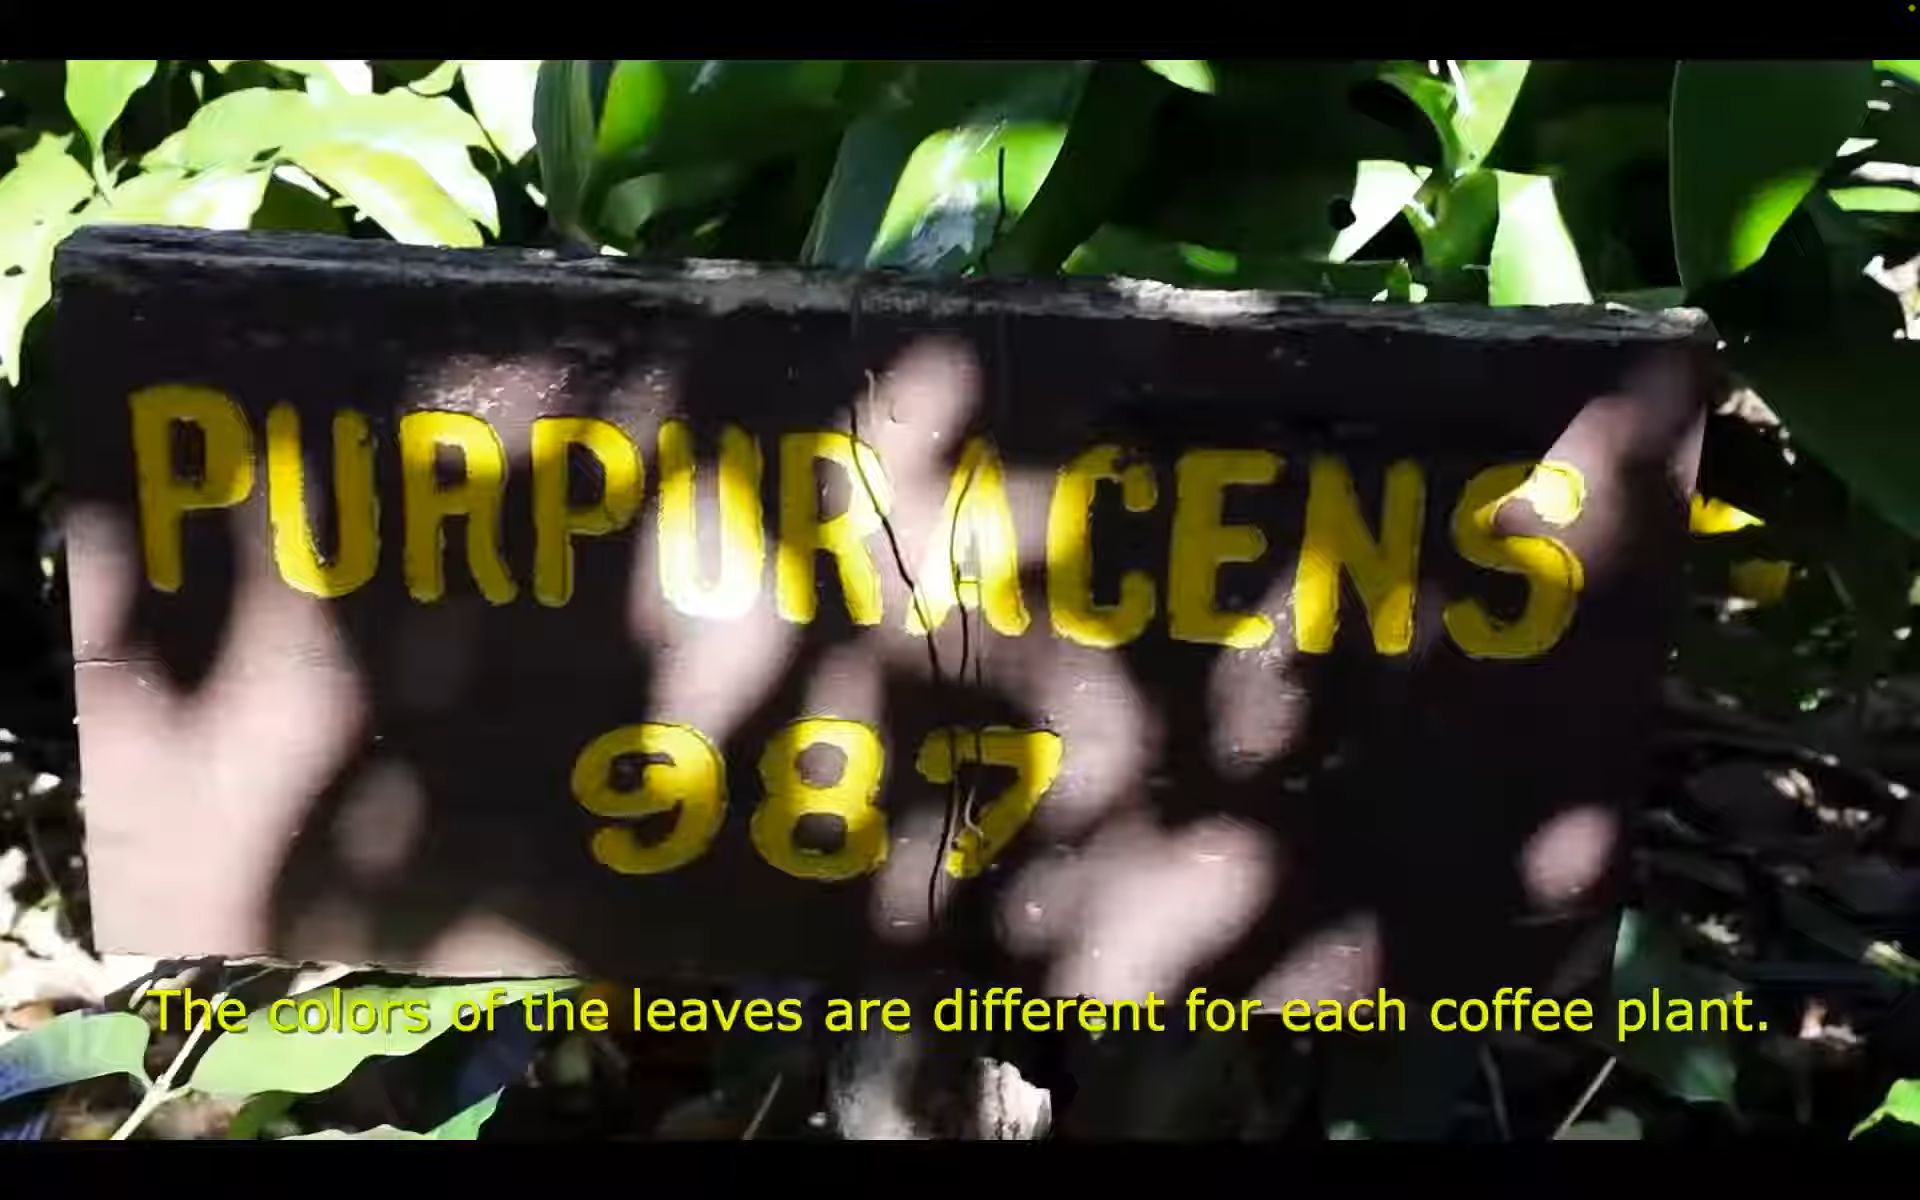 PURPURACENS
987
The colors of the leaves are different for each coffee plant.